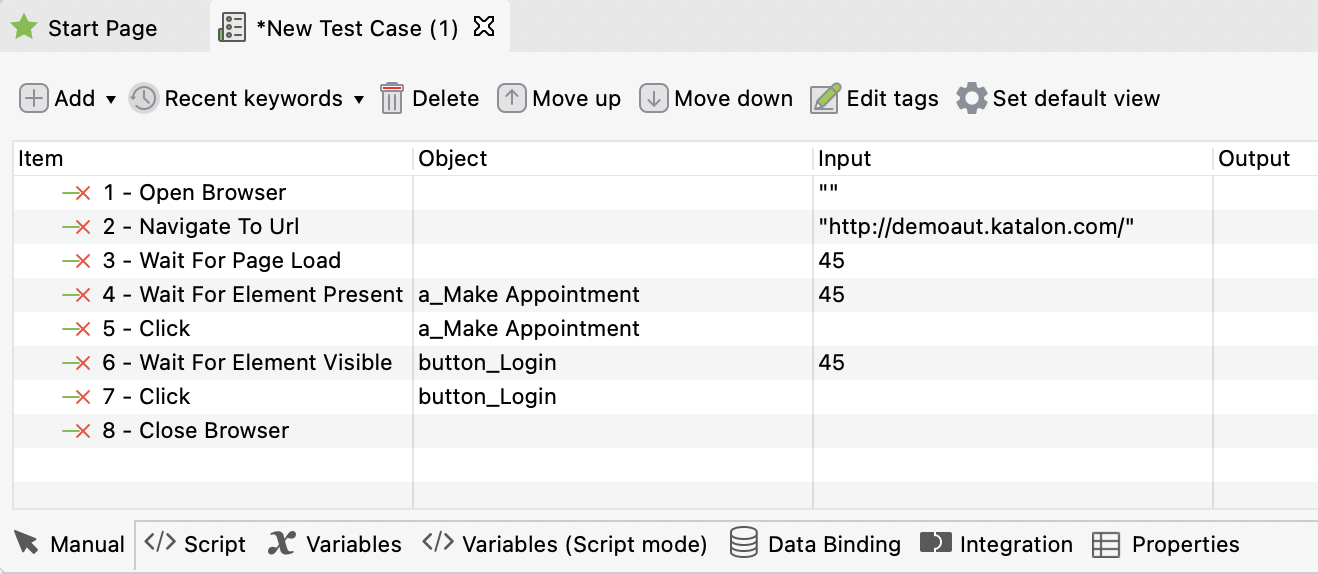 Start Page *New Test Case (1)
Add Recent keywords Delete Move up Move down Edit tags Set default view
Item Object Input Output
1 - Open Browser ""
2 - Navigate To Url "http://demoaut.katalon.com/"
3 - Wait For Page Load 45
4 - Wait For Element Present a_Make Appointment 45
5 - Click a_Make Appointment
6 - Wait For Element Visible button_Login 45
7 - Click button_Login
8 - Close Browser
Manual </> Script Variables </> Variables (Script mode) Data Binding Integration Properties